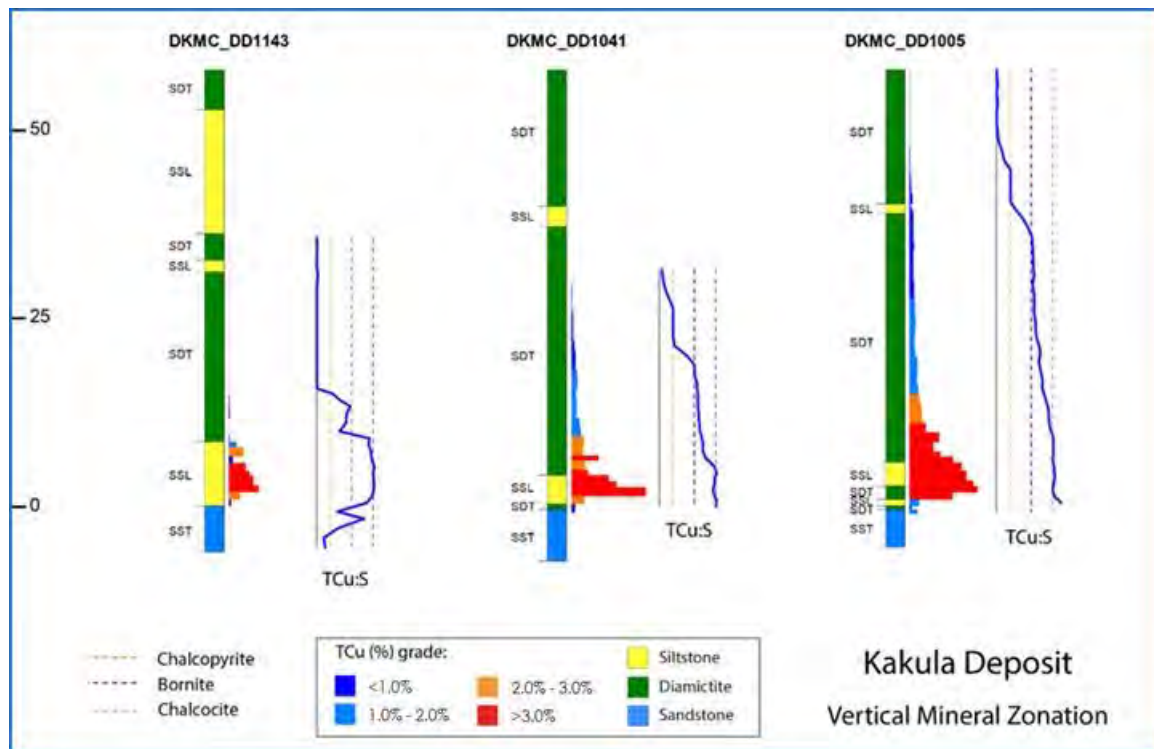 DKMC_DD1143
DKMC_DD1041
DKMC_DD1005
50
25
0
SDT
SSL
SDT
SSL
SDT
SSL
SST
TCu:S
SDT
SSL
SDT
SSL
SDT
SST
TCu:S
SDT
SSL
SDT
SSL
SDT
SSL
SDT
SST
TCu:S
Chalcopyrite
Bornite
Chalcocite
TCu (%) grade:
<1.0%
1.0% - 2.0%
2.0% - 3.0%
>3.0%
Siltstone
Diamictite
Sandstone
Kakula Deposit
Vertical Mineral Zonation